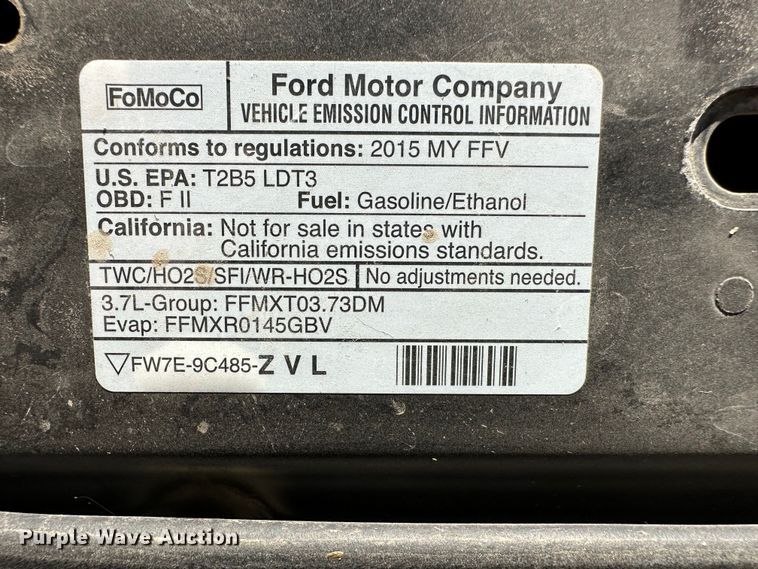 FoMoCo
Ford Motor Company
VEHICLE EMISSION CONTROL INFORMATION
Conforms to regulations: 2015 MY FFV
U.S. EPA: T2B5 LDT3
OBD: F II Fuel: Gasoline/Ethanol
California: Not for sale in states with
California emissions standards.
TWC/HO2S/SFI/WR-HO2S No adjustments needed.
3.7L-Group: FFMXT03.73DM
Evap: FFMXR0145GBV
FW7E-9C485-Z V L
Purple Wave Auction